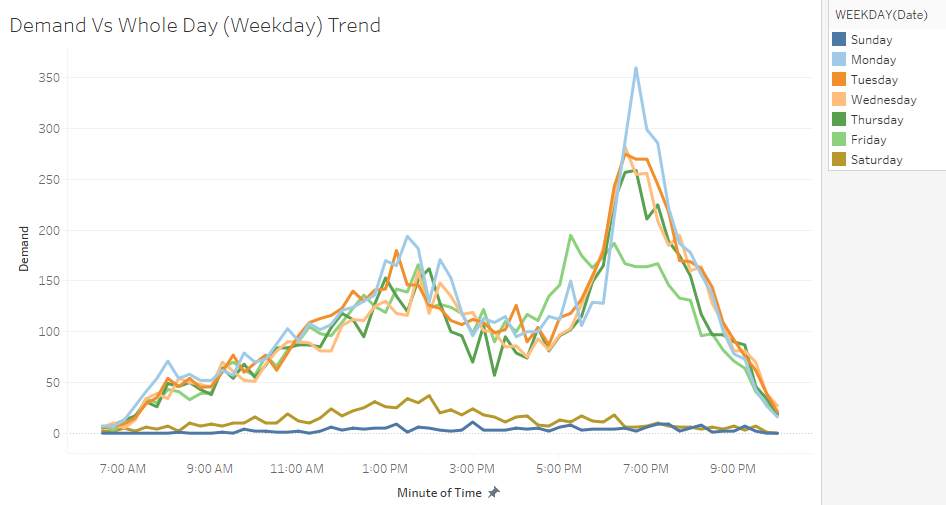 Demand Vs Whole Day (Weekday) Trend
350
300
250
200
150
100
50
0
Demand
7:00 AM
9:00 AM
11:00 AM
1:00 PM
3:00 PM
5:00 PM
7:00 PM
9:00 PM
Minute of Time
WEEKDAY(Date)
Sunday
Monday
Tuesday
Wednesday
Thursday
Friday
Saturday